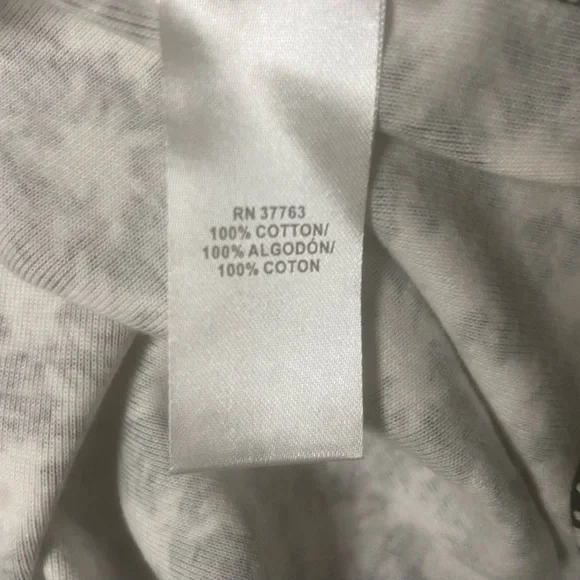 RN 37763
100% COTTON/
100% ALGODÓN/
100% COTON